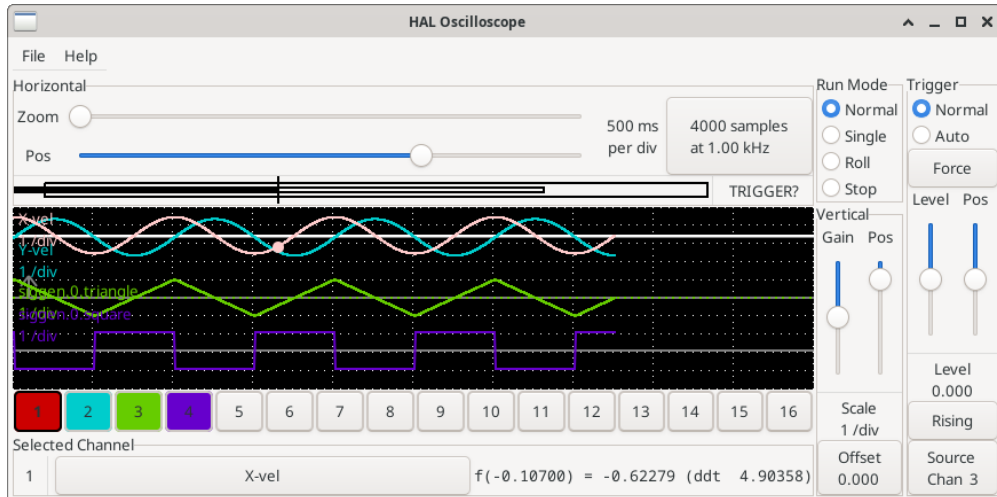 HAL Oscilloscope
File Help
Horizontal
Zoom
Pos
500 ms
per div
4000 samples
at 1.00 kHz
TRIGGER?
Run Mode
Normal
Single
Roll
Stop
Trigger
Normal
Auto
Force
Level Pos
Vertical
Gain Pos
X-vel
1 /div
Y-vel
1 /div
siggen.0.triangle
1 /div
siggen.0.square
1 /div
1 2 3 4 5 6 7 8 9 10 11 12 13 14 15 16
Scale
1 /div
Offset
0.000
Level
0.000
Rising
Source
Chan 3
Selected Channel
1 X-vel f(-0.10700) = -0.62279 (ddt 4.90358)